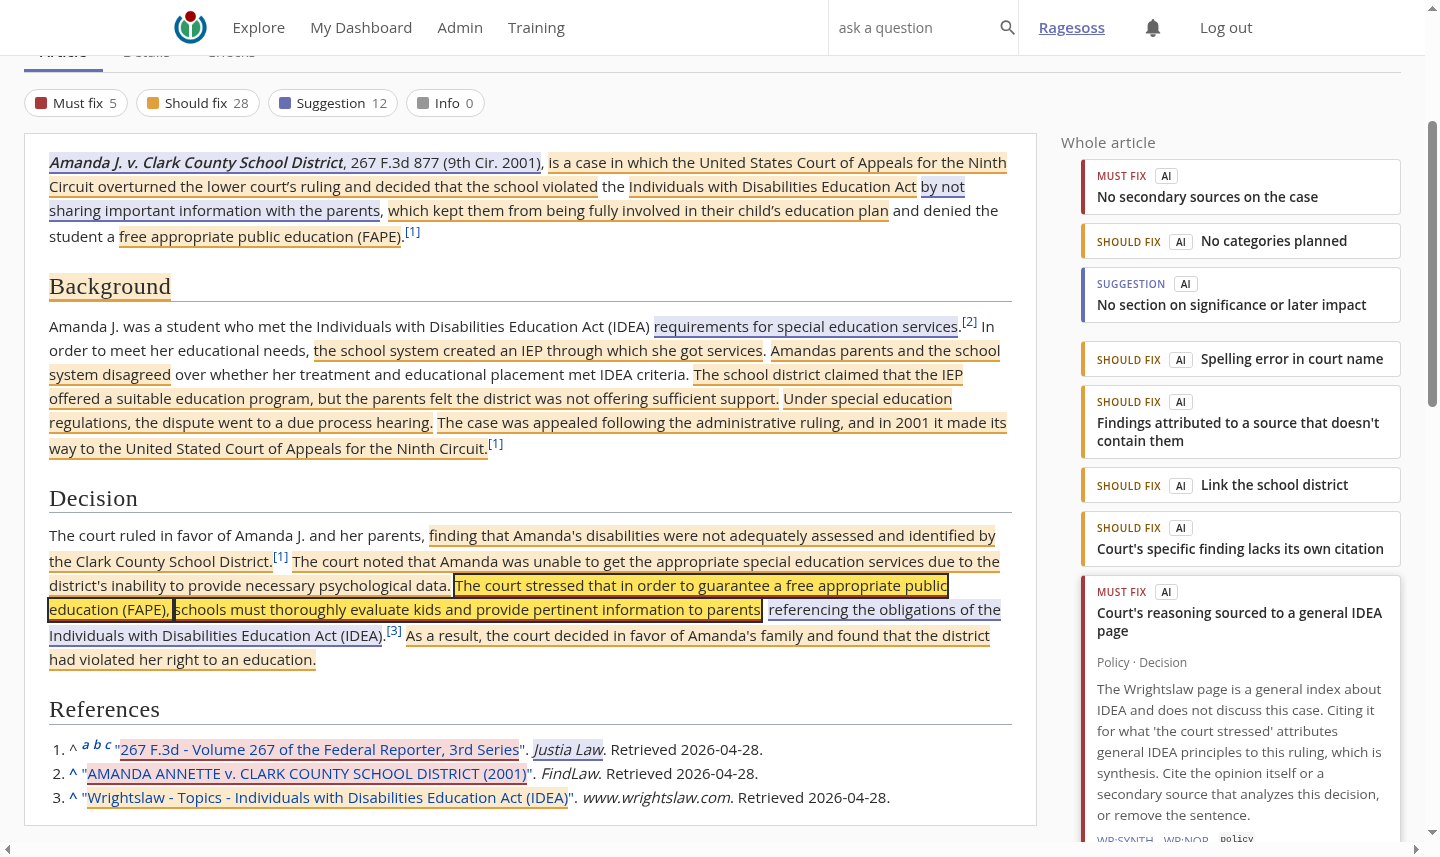 Explore My Dashboard Admin Training ask a question Ragesoss Log out
Article Details Checks
Must fix 5 Should fix 28 Suggestion 12 Info 0
Amanda J. v. Clark County School District, 267 F.3d 877 (9th Cir. 2001), is a case in which the United States Court of Appeals for the Ninth
Circuit overturned the lower court’s ruling and decided that the school violated the Individuals with Disabilities Education Act by not
sharing important information with the parents, which kept them from being fully involved in their child’s education plan and denied the
student a free appropriate public education (FAPE).[1]
Background
Amanda J. was a student who met the Individuals with Disabilities Education Act (IDEA) requirements for special education services.[2] In
order to meet her educational needs, the school system created an IEP through which she got services. Amandas parents and the school
system disagreed over whether her treatment and educational placement met IDEA criteria. The school district claimed that the IEP
offered a suitable education program, but the parents felt the district was not offering sufficient support. Under special education
regulations, the dispute went to a due process hearing. The case was appealed following the administrative ruling, and in 2001 it made its
way to the United Stated Court of Appeals for the Ninth Circuit.[1]
Decision
The court ruled in favor of Amanda J. and her parents, finding that Amanda's disabilities were not adequately assessed and identified by
the Clark County School District.[1] The court noted that Amanda was unable to get the appropriate special education services due to the
district's inability to provide necessary psychological data. The court stressed that in order to guarantee a free appropriate public
education (FAPE), schools must thoroughly evaluate kids and provide pertinent information to parents, referencing the obligations of the
Individuals with Disabilities Education Act (IDEA).[3] As a result, the court decided in favor of Amanda's family and found that the district
had violated her right to an education.
References
1. ^ a b c "267 F.3d - Volume 267 of the Federal Reporter, 3rd Series". Justia Law. Retrieved 2026-04-28.
2. ^ "AMANDA ANNETTE v. CLARK COUNTY SCHOOL DISTRICT (2001)". FindLaw. Retrieved 2026-04-28.
3. ^ "Wrightslaw - Topics - Individuals with Disabilities Education Act (IDEA)". www.wrightslaw.com. Retrieved 2026-04-28.
Whole article
MUST FIX AI
No secondary sources on the case
SHOULD FIX AI No categories planned
SUGGESTION AI
No section on significance or later impact
SHOULD FIX AI Spelling error in court name
SHOULD FIX AI
Findings attributed to a source that doesn't
contain them
SHOULD FIX AI Link the school district
SHOULD FIX AI
Court's specific finding lacks its own citation
MUST FIX AI
Court's reasoning sourced to a general IDEA
page
Policy · Decision
The Wrightslaw page is a general index about
IDEA and does not discuss this case. Citing it
for what 'the court stressed' attributes
general IDEA principles to this ruling, which is
synthesis. Cite the opinion itself or a
secondary source that analyzes this decision,
or remove the sentence.
WP:SYNTH WP:NOR policy